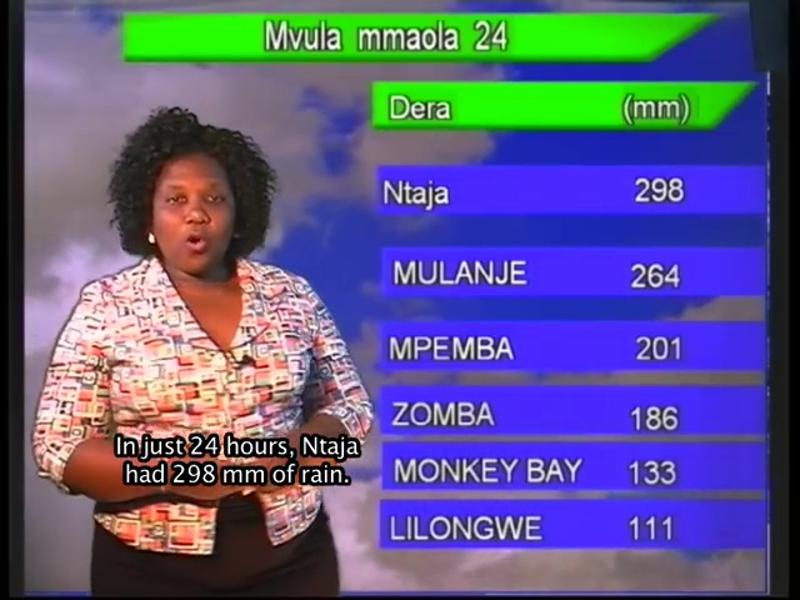 Mvula mmaola 24
Dera (mm)
Ntaja 298
MULANJE 264
MPEMBA 201
ZOMBA 186
MONKEY BAY 133
LILONGWE 111
In just 24 hours, Ntaja
had 298 mm of rain.